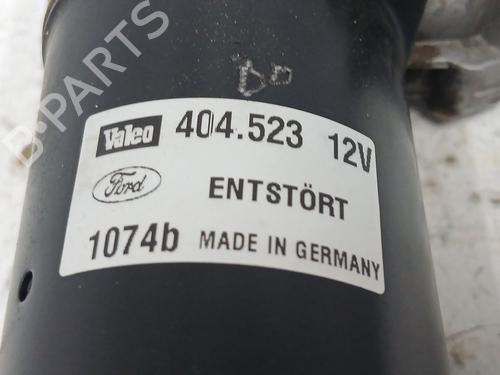 Valeo 404.523 12V
Ford ENTSTÖRT
1074b MADE IN GERMANY
B-PARTS